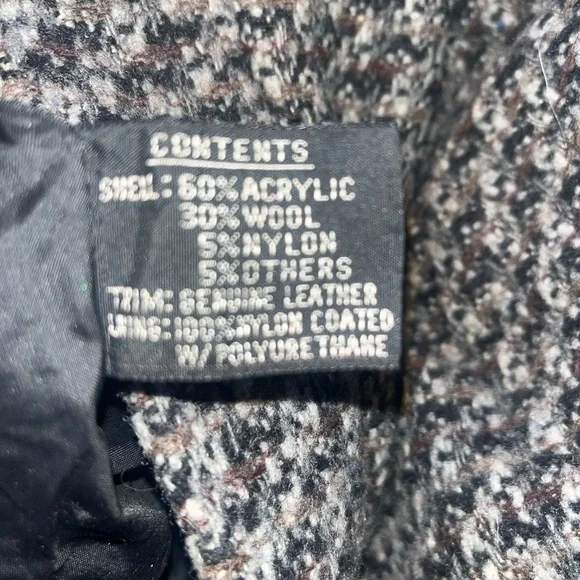 CONTENTS
SHELL: 60% ACRYLIC
30% WOOL
5% NYLON
5% OTHERS
TRIM: GENUINE LEATHER
LINING: 100% NYLON COATED
W/ POLYURETHANE